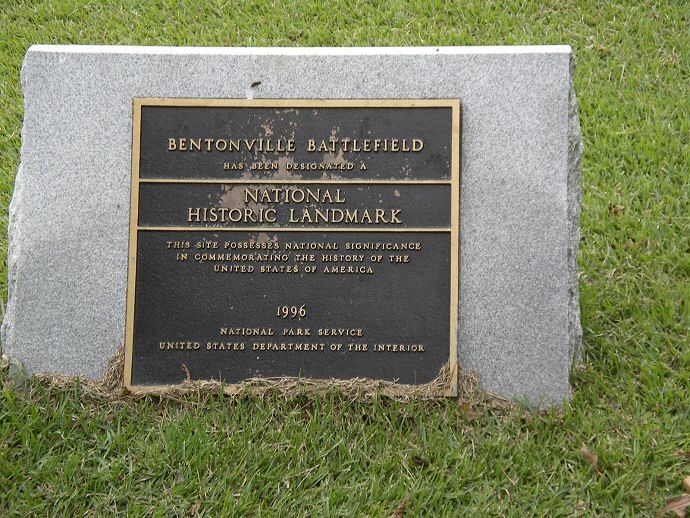 BENTONVILLE BATTLEFIELD
HAS BEEN DESIGNATED A
NATIONAL
HISTORIC LANDMARK
THIS SITE POSSESSES NATIONAL SIGNIFICANCE
IN COMMEMORATING THE HISTORY OF THE
UNITED STATES OF AMERICA
1996
NATIONAL PARK SERVICE
UNITED STATES DEPARTMENT OF THE INTERIOR